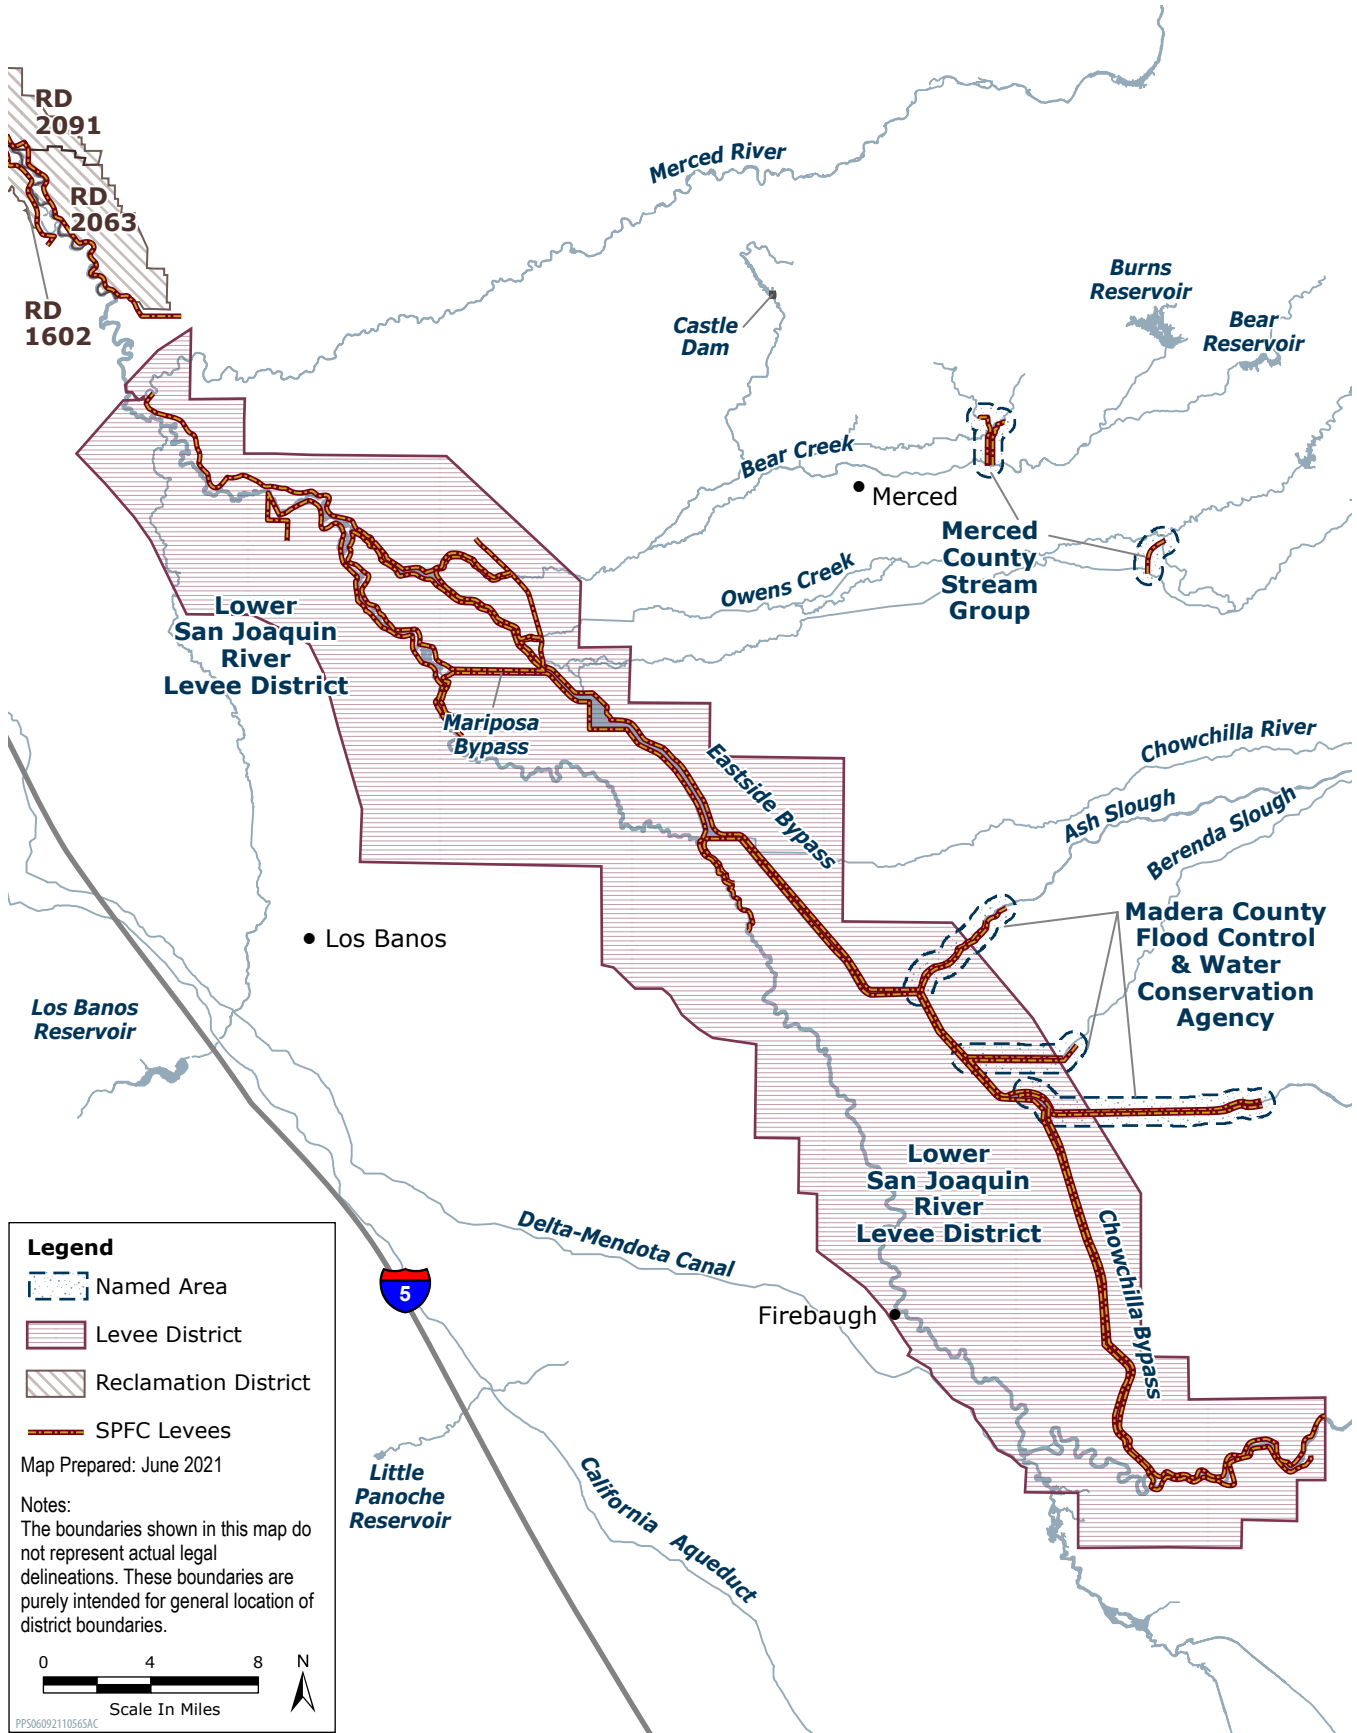 RD
2091
RD
2063
RD
1602
Merced River
Castle
Dam
Burns
Reservoir
Bear
Reservoir
Bear Creek
Merced
Merced
County
Stream
Group
Owens Creek
Lower
San Joaquin
River
Levee District
Mariposa
Bypass
Eastside Bypass
Chowchilla River
Ash Slough
Berenda Slough
Madera County
Flood Control
& Water
Conservation
Agency
Los Banos
Los Banos
Reservoir
Lower
San Joaquin
River
Levee District
Chowchilla Bypass
Delta-Mendota Canal
Firebaugh
5
Little
Panoche
Reservoir
California Aqueduct
Legend
Named Area
Levee District
Reclamation District
SPFC Levees
Map Prepared: June 2021
Notes:
The boundaries shown in this map do
not represent actual legal
delineations. These boundaries are
purely intended for general location of
district boundaries.
0 4 8
N
Scale In Miles
PPS0609211056SAC